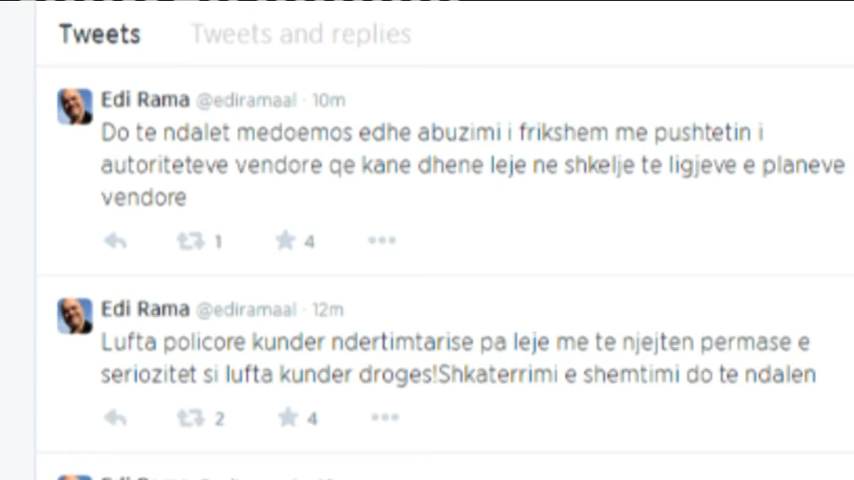 Tweets Tweets and replies
Edi Rama @ediramaal · 10m
Do te ndalet medoemos edhe abuzimi i frikshem me pushtetin i
autoriteteve vendore qe kane dhene leje ne shkelje te ligjeve e planeve
vendore
1 4
Edi Rama @ediramaal · 12m
Lufta policore kunder ndertimtarise pa leje me te njejten permase e
seriozitet si lufta kunder droges!Shkaterrimi e shemtimi do te ndalen
2 4